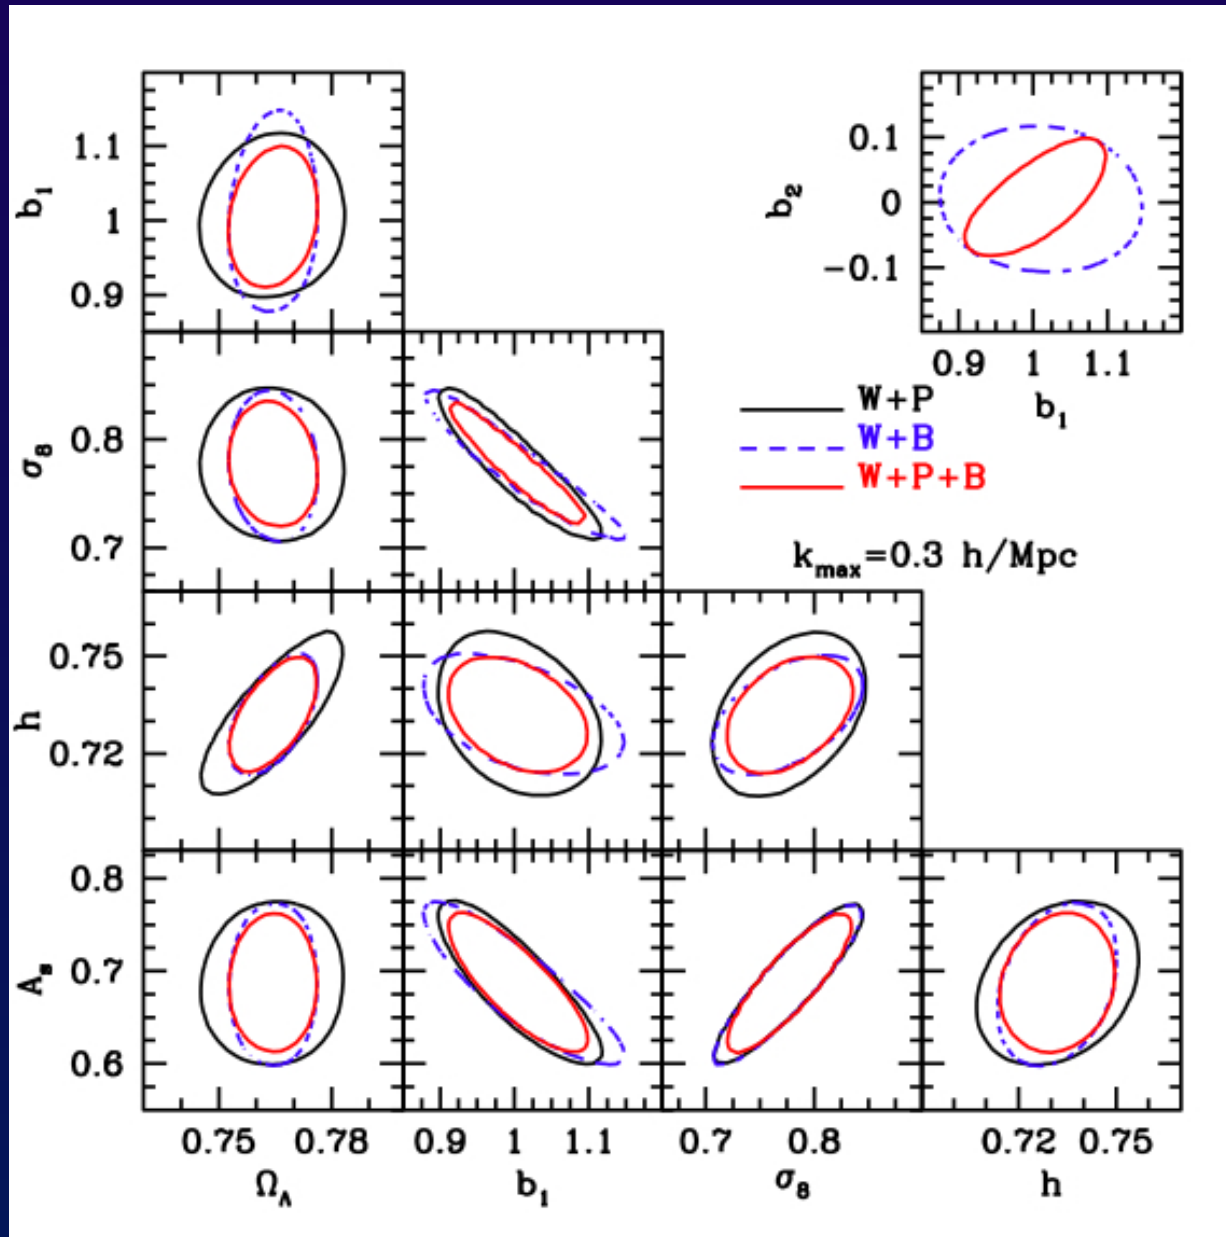 b₁
1.1
1
0.9
b₂
0.1
0
−0.1
0.9 1 1.1
b₁
W+P
W+B
W+P+B
kmax=0.3 h/Mpc
σ₈
0.8
0.7
h
0.75
0.72
Aₛ
0.8
0.7
0.6
0.75 0.78 0.9 1 1.1 0.7 0.8 0.72 0.75
Ω_Λ b₁ σ₈ h